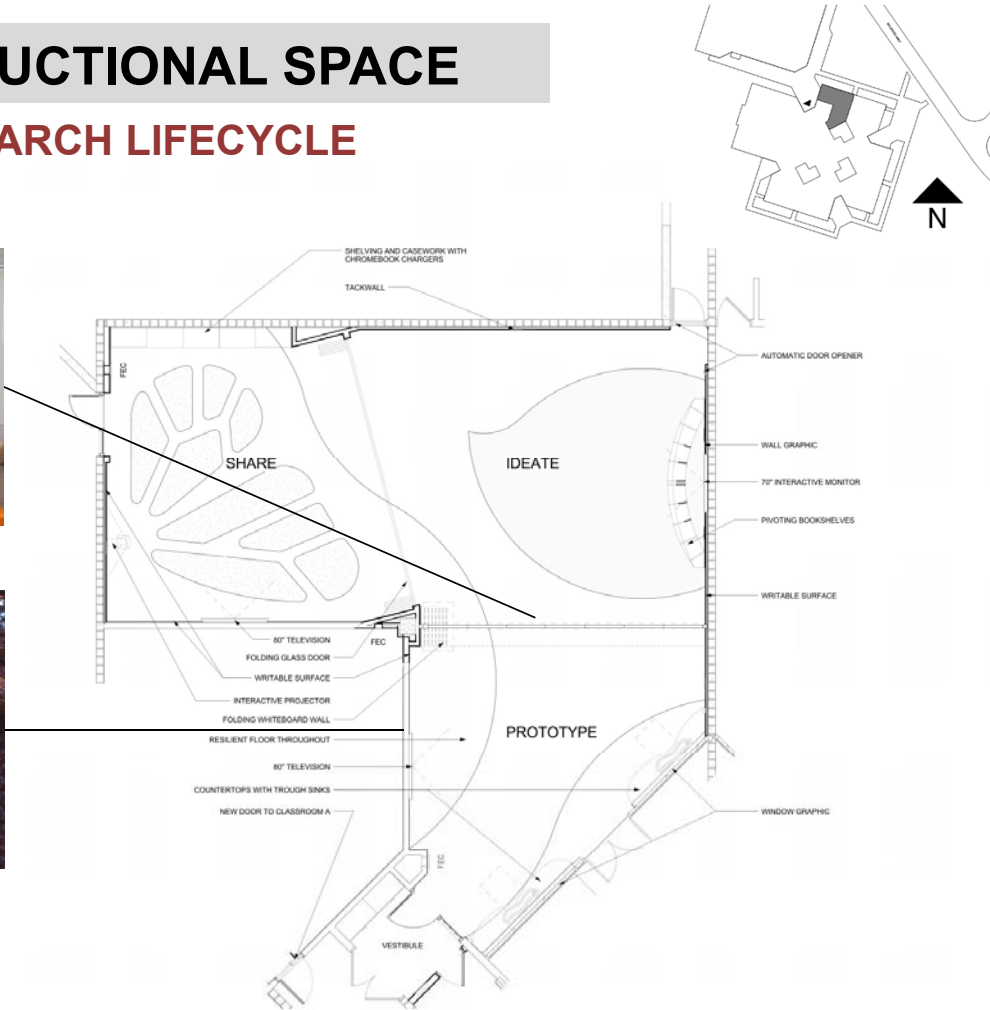 UCTIONAL SPACE
ARCH LIFECYCLE
N
SHELVING AND CASEWORK WITH
CHROMEBOOK CHARGERS
TACKWALL
AUTOMATIC DOOR OPENER
FEC
WALL GRAPHIC
SHARE
IDEATE
70" INTERACTIVE MONITOR
PIVOTING BOOKSHELVES
WRITABLE SURFACE
80" TELEVISION
FEC
FOLDING GLASS DOOR
WRITABLE SURFACE
INTERACTIVE PROJECTOR
FOLDING WHITEBOARD WALL
PROTOTYPE
RESILIENT FLOOR THROUGHOUT
80" TELEVISION
COUNTERTOPS WITH TROUGH SINKS
NEW DOOR TO CLASSROOM A
WINDOW GRAPHIC
FEC
VESTIBULE